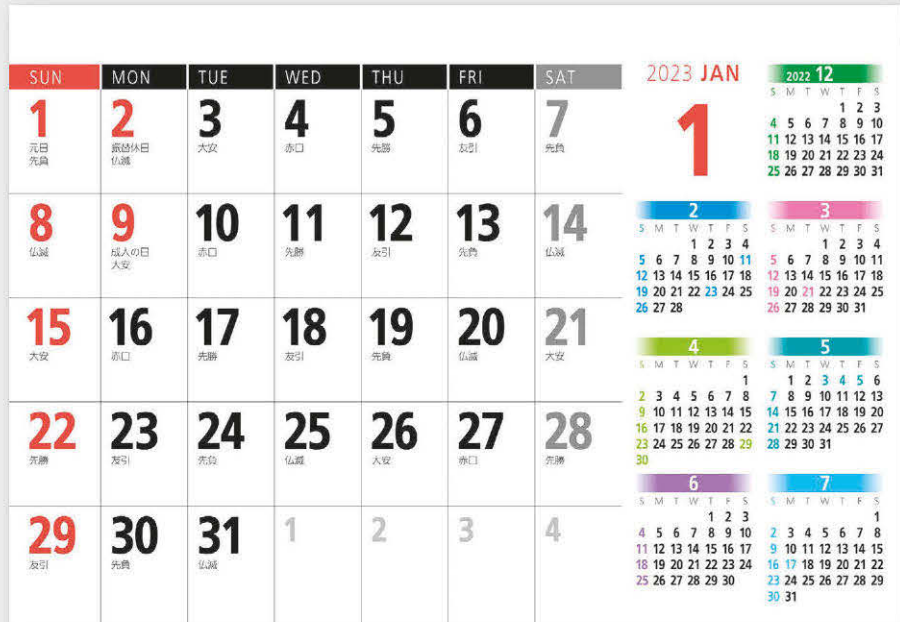 SUN MON TUE WED THU FRI SAT
1 2 3 4 5 6 7
元日 振替休日 大安 赤口 先勝 友引 先負
先負 仏滅
8 9 10 11 12 13 14
仏滅 成人の日 赤口 先勝 友引 先負 仏滅
大安
15 16 17 18 19 20 21
大安 赤口 先勝 友引 先負 仏滅 大安
22 23 24 25 26 27 28
先勝 友引 先負 仏滅 大安 赤口 先勝
29 30 31 1 2 3 4
友引 先負 仏滅
2023 JAN
1
2022 12
S M T W T F S
1 2 3
4 5 6 7 8 9 10
11 12 13 14 15 16 17
18 19 20 21 22 23 24
25 26 27 28 29 30 31
2
S M T W T F S
1 2 3 4
5 6 7 8 9 10 11
12 13 14 15 16 17 18
19 20 21 22 23 24 25
26 27 28
3
S M T W T F S
1 2 3 4
5 6 7 8 9 10 11
12 13 14 15 16 17 18
19 20 21 22 23 24 25
26 27 28 29 30 31
4
S M T W T F S
1
2 3 4 5 6 7 8
9 10 11 12 13 14 15
16 17 18 19 20 21 22
23 24 25 26 27 28 29
30
5
S M T W T F S
1 2 3 4 5 6
7 8 9 10 11 12 13
14 15 16 17 18 19 20
21 22 23 24 25 26 27
28 29 30 31
6
S M T W T F S
1 2 3
4 5 6 7 8 9 10
11 12 13 14 15 16 17
18 19 20 21 22 23 24
25 26 27 28 29 30
7
S M T W T F S
1
2 3 4 5 6 7 8
9 10 11 12 13 14 15
16 17 18 19 20 21 22
23 24 25 26 27 28 29
30 31